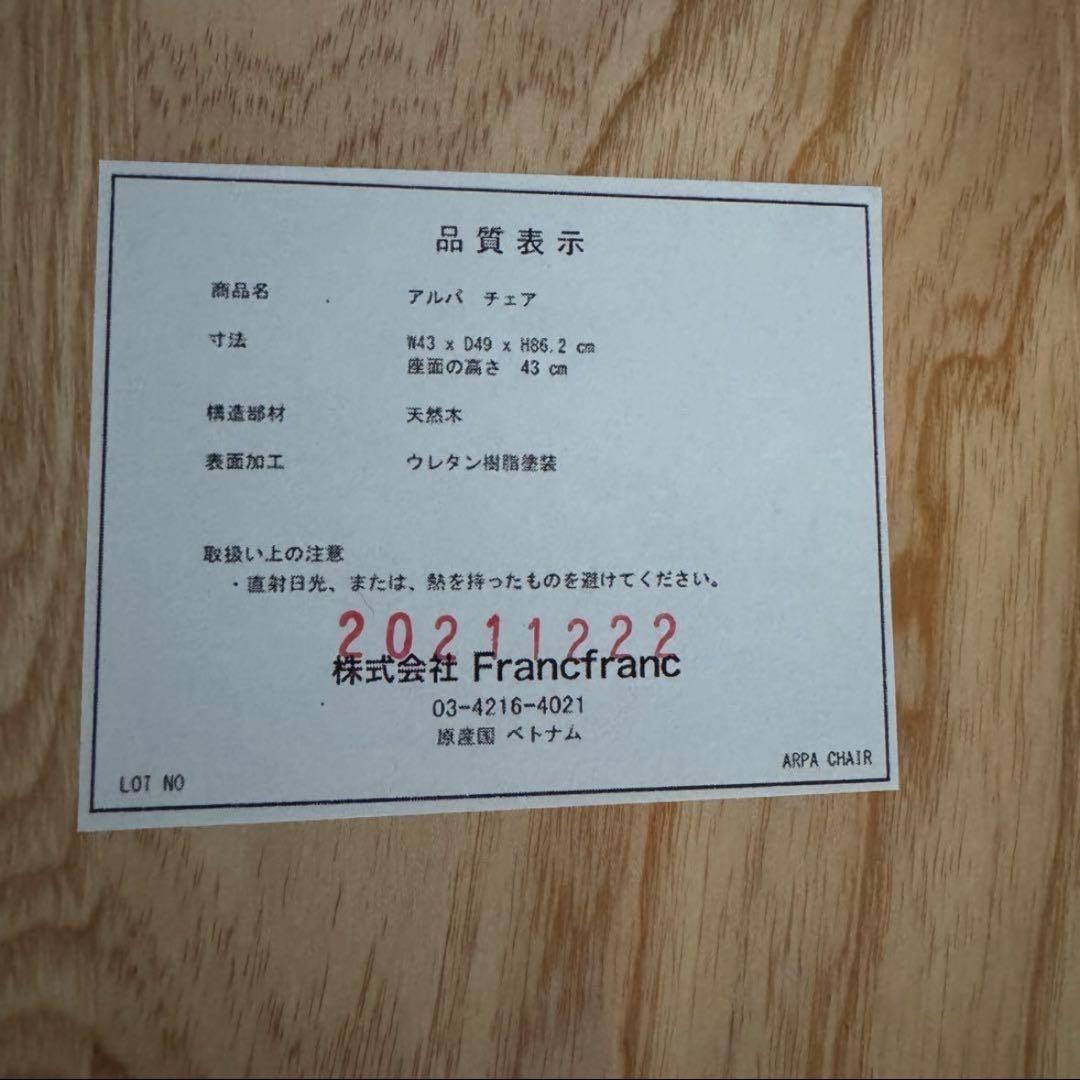 品質表示
商品名 アルパ チェア
寸法 W43 x D49 x H86.2 cm
座面の高さ 43 cm
構造部材 天然木
表面加工 ウレタン樹脂塗装
取扱い上の注意
・直射日光、または、熱を持ったものを避けてください。
20211222
株式会社 Francfranc
03-4216-4021
原産国 ベトナム
ARPA CHAIR
LOT NO